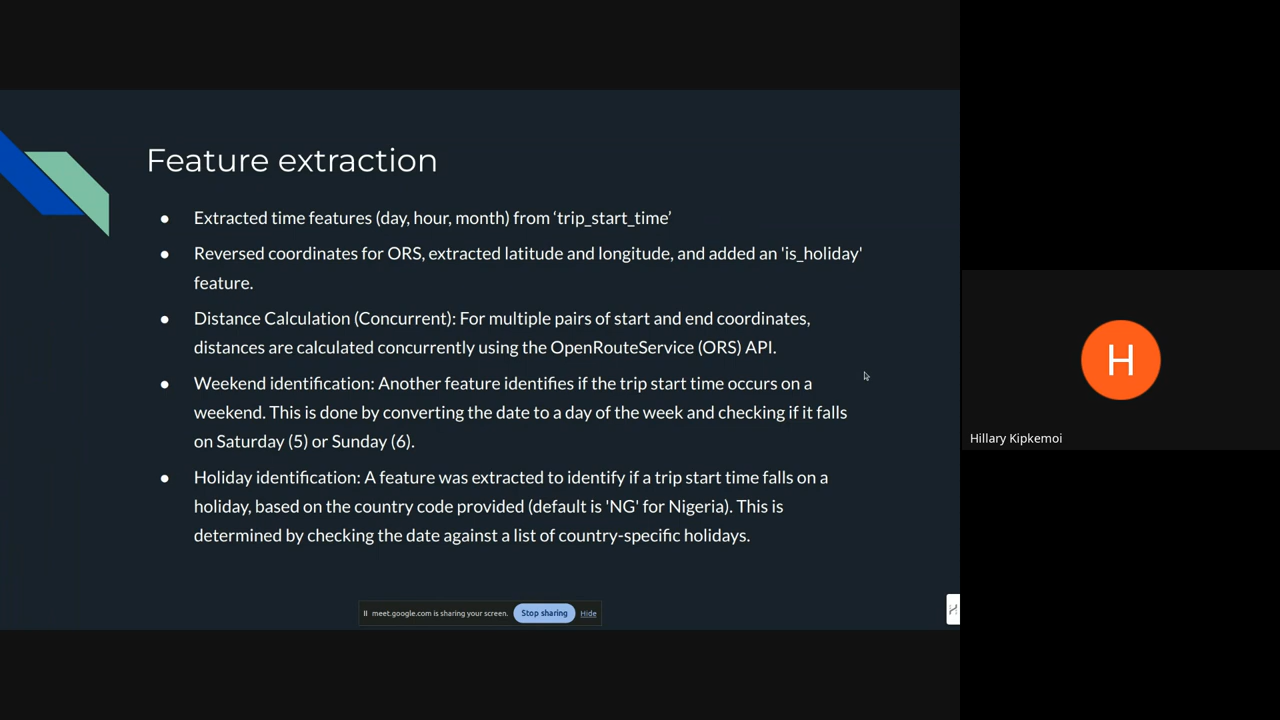 Feature extraction
● Extracted time features (day, hour, month) from ‘trip_start_time’
● Reversed coordinates for ORS, extracted latitude and longitude, and added an 'is_holiday'
feature.
● Distance Calculation (Concurrent): For multiple pairs of start and end coordinates,
distances are calculated concurrently using the OpenRouteService (ORS) API.
● Weekend identification: Another feature identifies if the trip start time occurs on a
weekend. This is done by converting the date to a day of the week and checking if it falls
on Saturday (5) or Sunday (6).
● Holiday identification: A feature was extracted to identify if a trip start time falls on a
holiday, based on the country code provided (default is 'NG' for Nigeria). This is
determined by checking the date against a list of country-specific holidays.
meet.google.com is sharing your screen. Stop sharing Hide
H
Hillary Kipkemoi